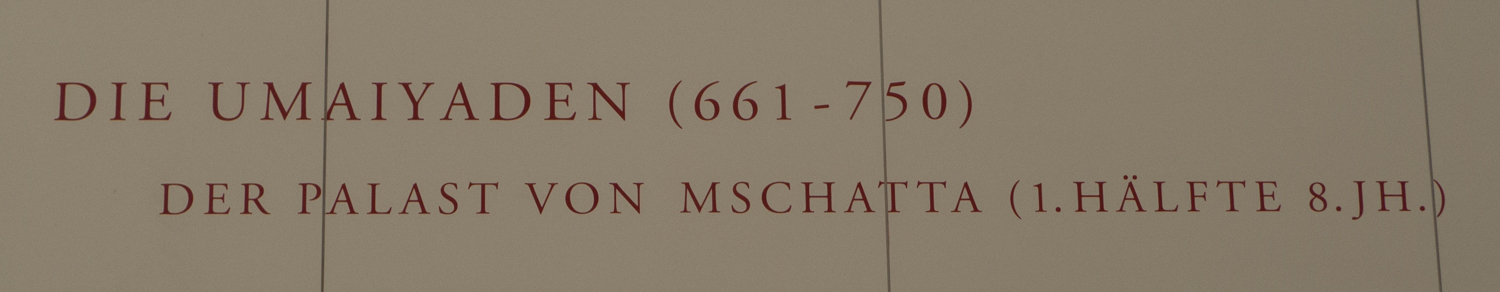 DIE UMAIYADEN (661-750)
DER PALAST VON MSCHATTA (1.HÄLFTE 8.JH.)